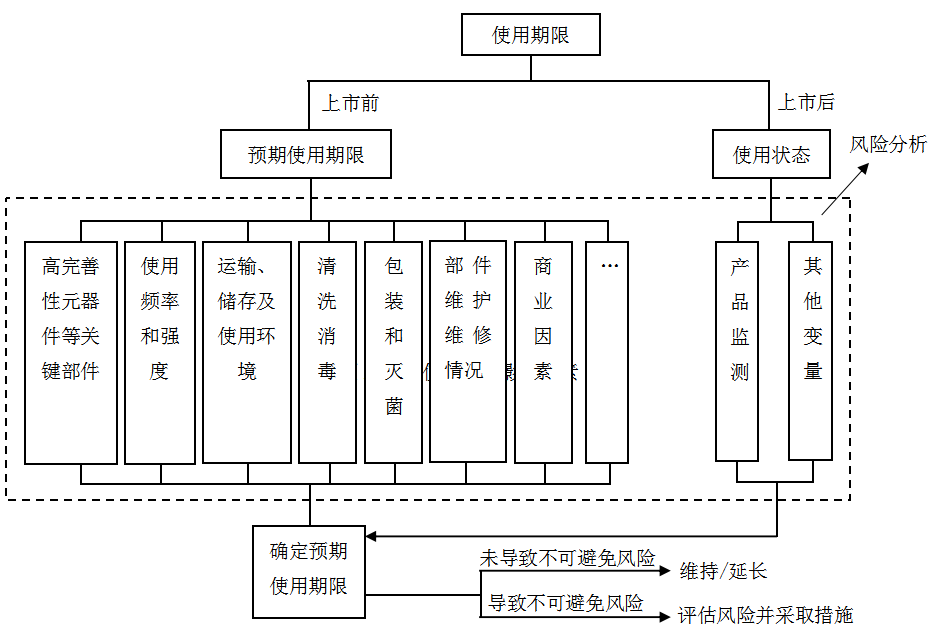 使用期限
上市前
上市后
预期使用期限
使用状态
风险分析
高完善
性元器
件等关
键部件
使用
频率
和强
度
运输、
储存及
使用环
境
清
洗
消
毒
包
装
和
灭
菌
部件
维护
维修
情况
商
业
因
素
…
产
品
监
测
其
他
变
量
确定预期
使用期限
未导致不可避免风险
维持/延长
导致不可避免风险
评估风险并采取措施